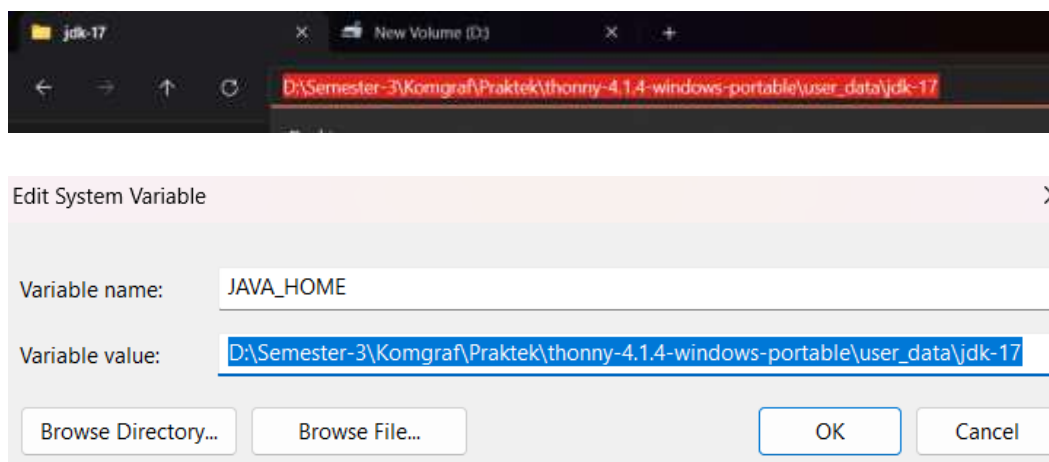 jdk-17
New Volume (D:)
D:\Semester-3\Komgraf\Praktek\thonny-4.1.4-windows-portable\user_data\jdk-17
Edit System Variable
Variable name:
JAVA_HOME
Variable value:
D:\Semester-3\Komgraf\Praktek\thonny-4.1.4-windows-portable\user_data\jdk-17
Browse Directory...
Browse File...
OK
Cancel